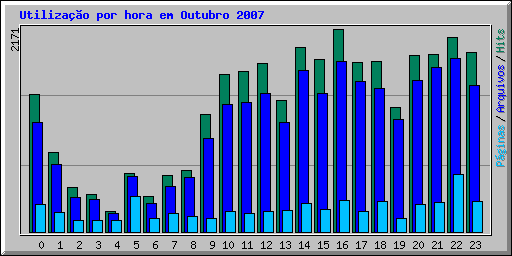 Utilização por hora em Outubro 2007
2171
Páginas / Arquivos / Hits
0 1 2 3 4 5 6 7 8 9 10 11 12 13 14 15 16 17 18 19 20 21 22 23